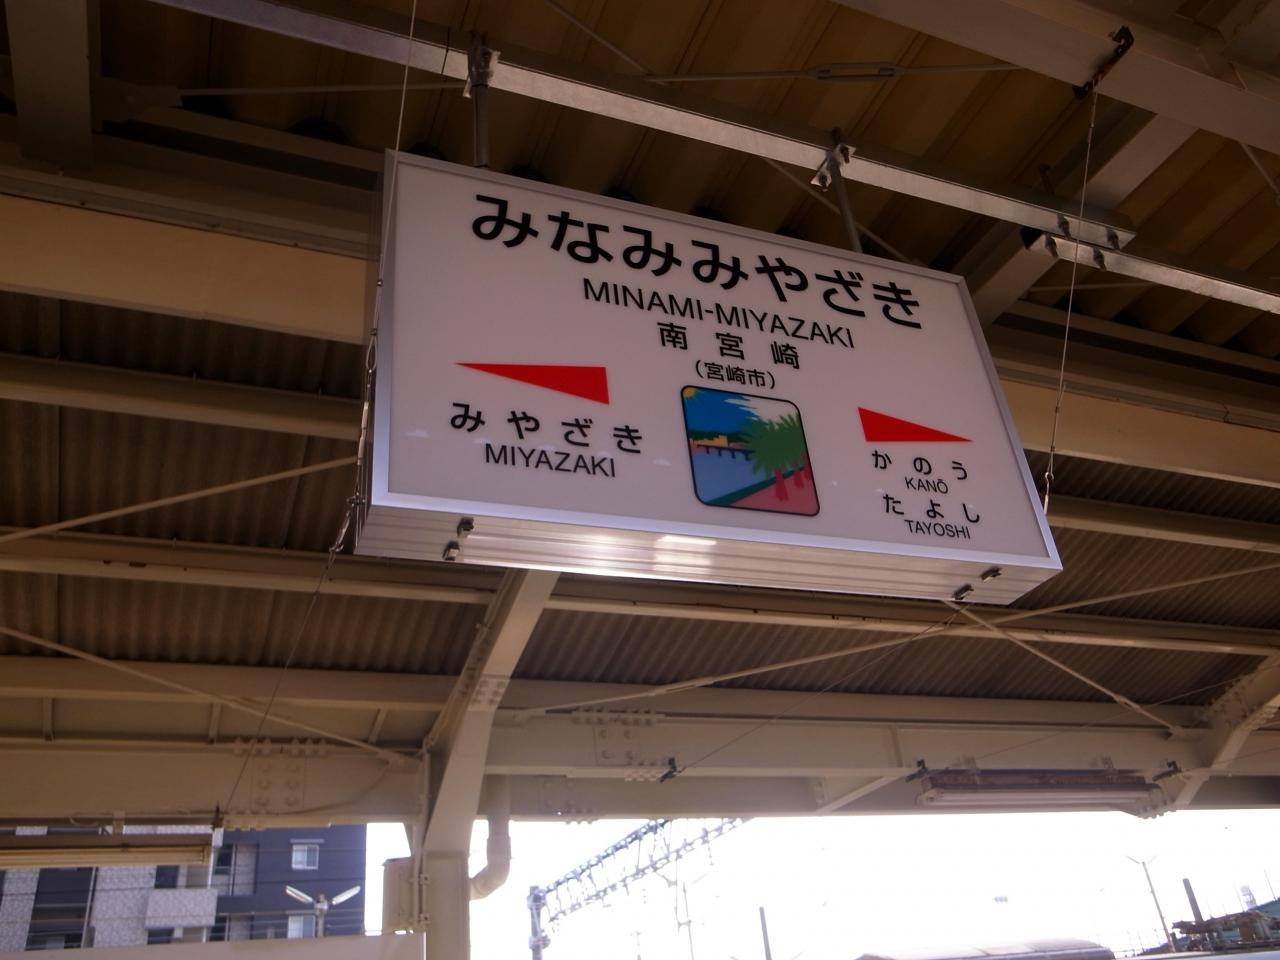 みなみみやざき
MINAMI-MIYAZAKI
南宮崎
(宮崎市)
みやざき
MIYAZAKI
かのう
KANŌ
たよし
TAYOSHI